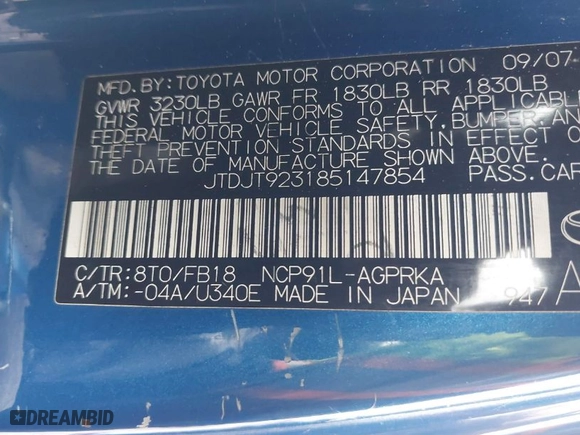 MFD. BY: TOYOTA MOTOR CORPORATION 09/07
GVWR 3230LB GAWR FR 1830LB RR 1830LB
THIS VEHICLE CONFORMS TO ALL APPLICABLE
FEDERAL MOTOR VEHICLE SAFETY, BUMPER AND
THEFT PREVENTION STANDARDS IN EFFECT ON
THE DATE OF MANUFACTURE SHOWN ABOVE.
JTDJT923185147854 PASS. CAR
C/TR: 8T0/FB18 NCP91L-AGPRKA
A/TM: -04A/U340E MADE IN JAPAN 947
DREAMBID